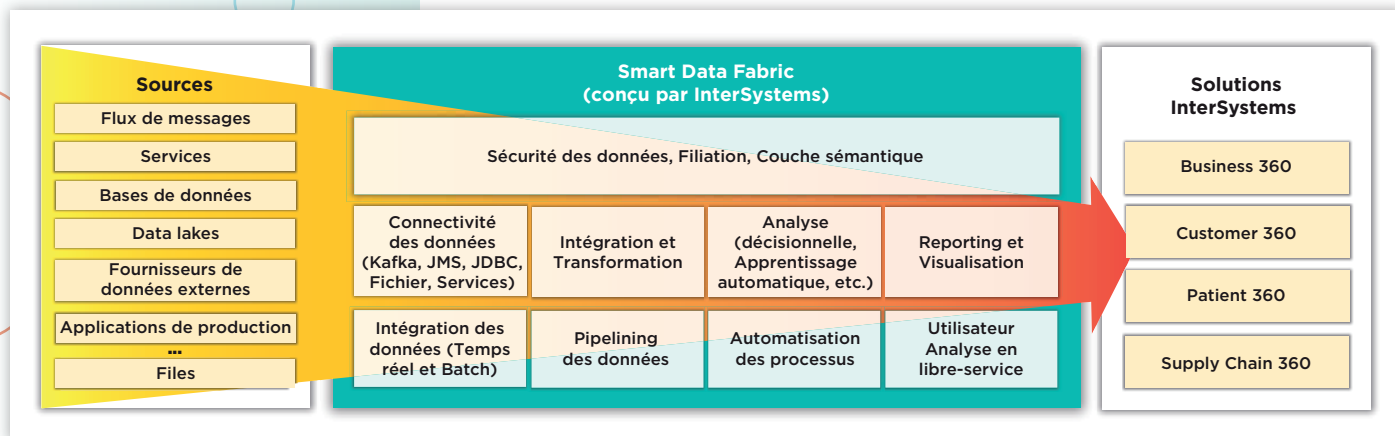 Sources
Flux de messages
Services
Bases de données
Data lakes
Fournisseurs de
données externes
Applications de production
...
Files
Smart Data Fabric
(conçu par InterSystems)
Sécurité des données, Filiation, Couche sémantique
Connectivité
des données
(Kafka, JMS, JDBC,
Fichier, Services)
Intégration et
Transformation
Analyse
(décisionnelle,
Apprentissage
automatique, etc.)
Reporting et
Visualisation
Intégration des
données (Temps
réel et Batch)
Pipelining
des données
Automatisation
des processus
Utilisateur
Analyse en
libre-service
Solutions
InterSystems
Business 360
Customer 360
Patient 360
Supply Chain 360